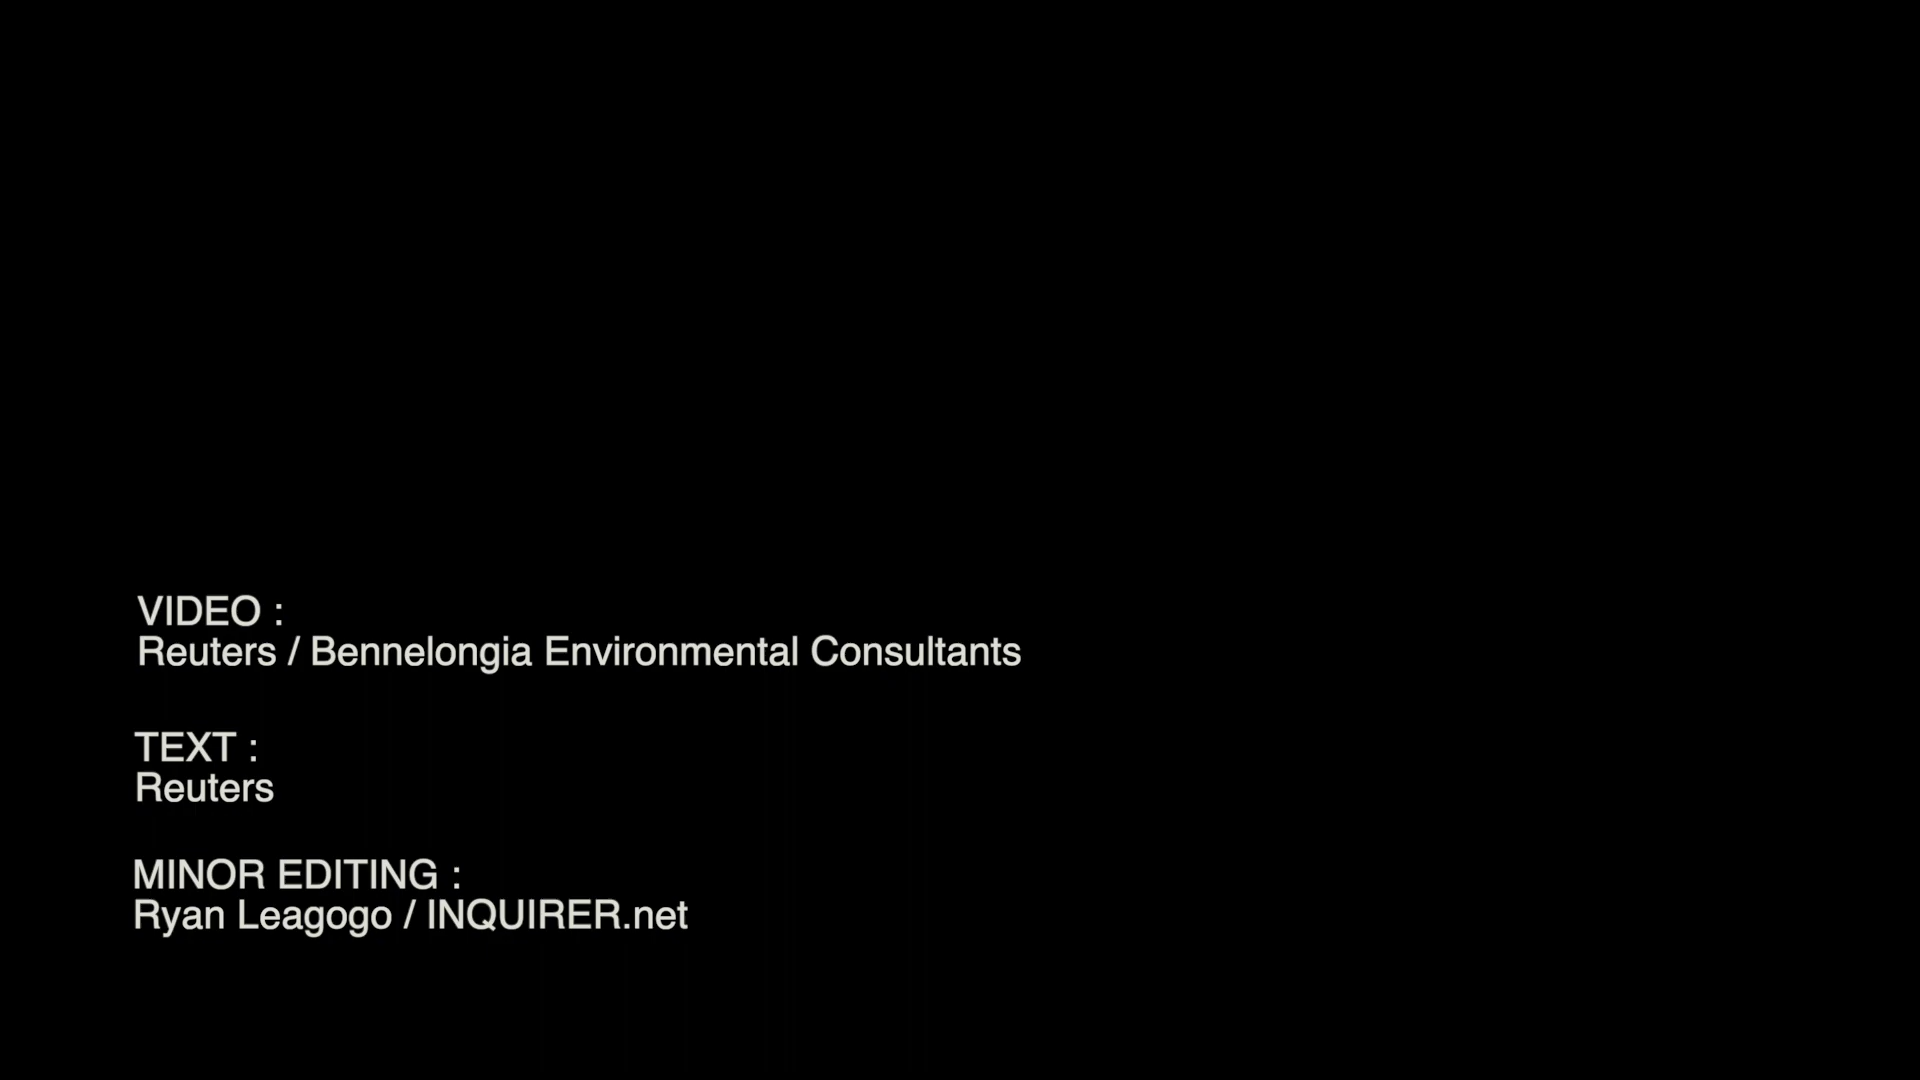 VIDEO :
Reuters / Bennelongia Environmental Consultants
TEXT :
Reuters
MINOR EDITING :
Ryan Leagogo / INQUIRER.net